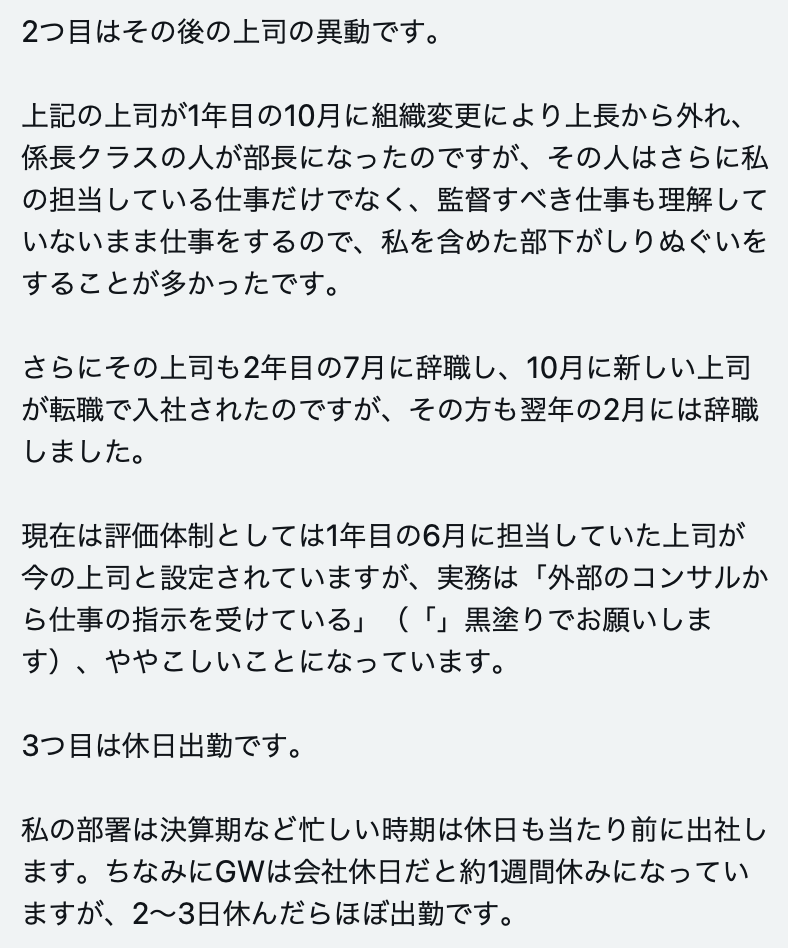 2つ目はその後の上司の異動です。
上記の上司が1年目の10月に組織変更により上長から外れ、
係長クラスの人が部長になったのですが、その人はさらに私
の担当している仕事だけでなく、監督すべき仕事も理解して
いないまま仕事をするので、私を含めた部下がしりぬぐいを
することが多かったです。
さらにその上司も2年目の7月に辞職し、10月に新しい上司
が転職で入社されたのですが、その方も翌年の2月には辞職
しました。
現在は評価体制としては1年目の6月に担当していた上司が
今の上司と設定されていますが、実務は「外部のコンサルか
ら仕事の指示を受けている」（「」黒塗りでお願いしま
す）、ややこしいことになっています。
3つ目は休日出勤です。
私の部署は決算期など忙しい時期は休日も当たり前に出社し
ます。ちなみにGWは会社休日だと約1週間休みになってい
ますが、2〜3日休んだらほぼ出勤です。